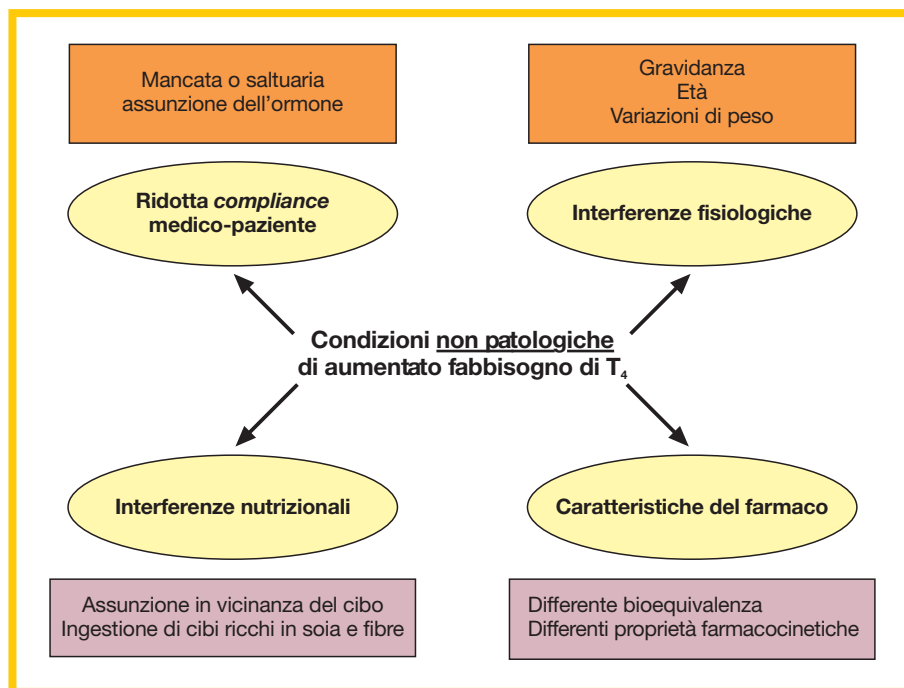 Mancata o saltuaria
assunzione dell'ormone
Gravidanza
Età
Variazioni di peso
Ridotta compliance
medico-paziente
Interferenze fisiologiche
Condizioni non patologiche
di aumentato fabbisogno di T₄
Interferenze nutrizionali
Caratteristiche del farmaco
Assunzione in vicinanza del cibo
Ingestione di cibi ricchi in soia e fibre
Differente bioequivalenza
Differenti proprietà farmacocinetiche